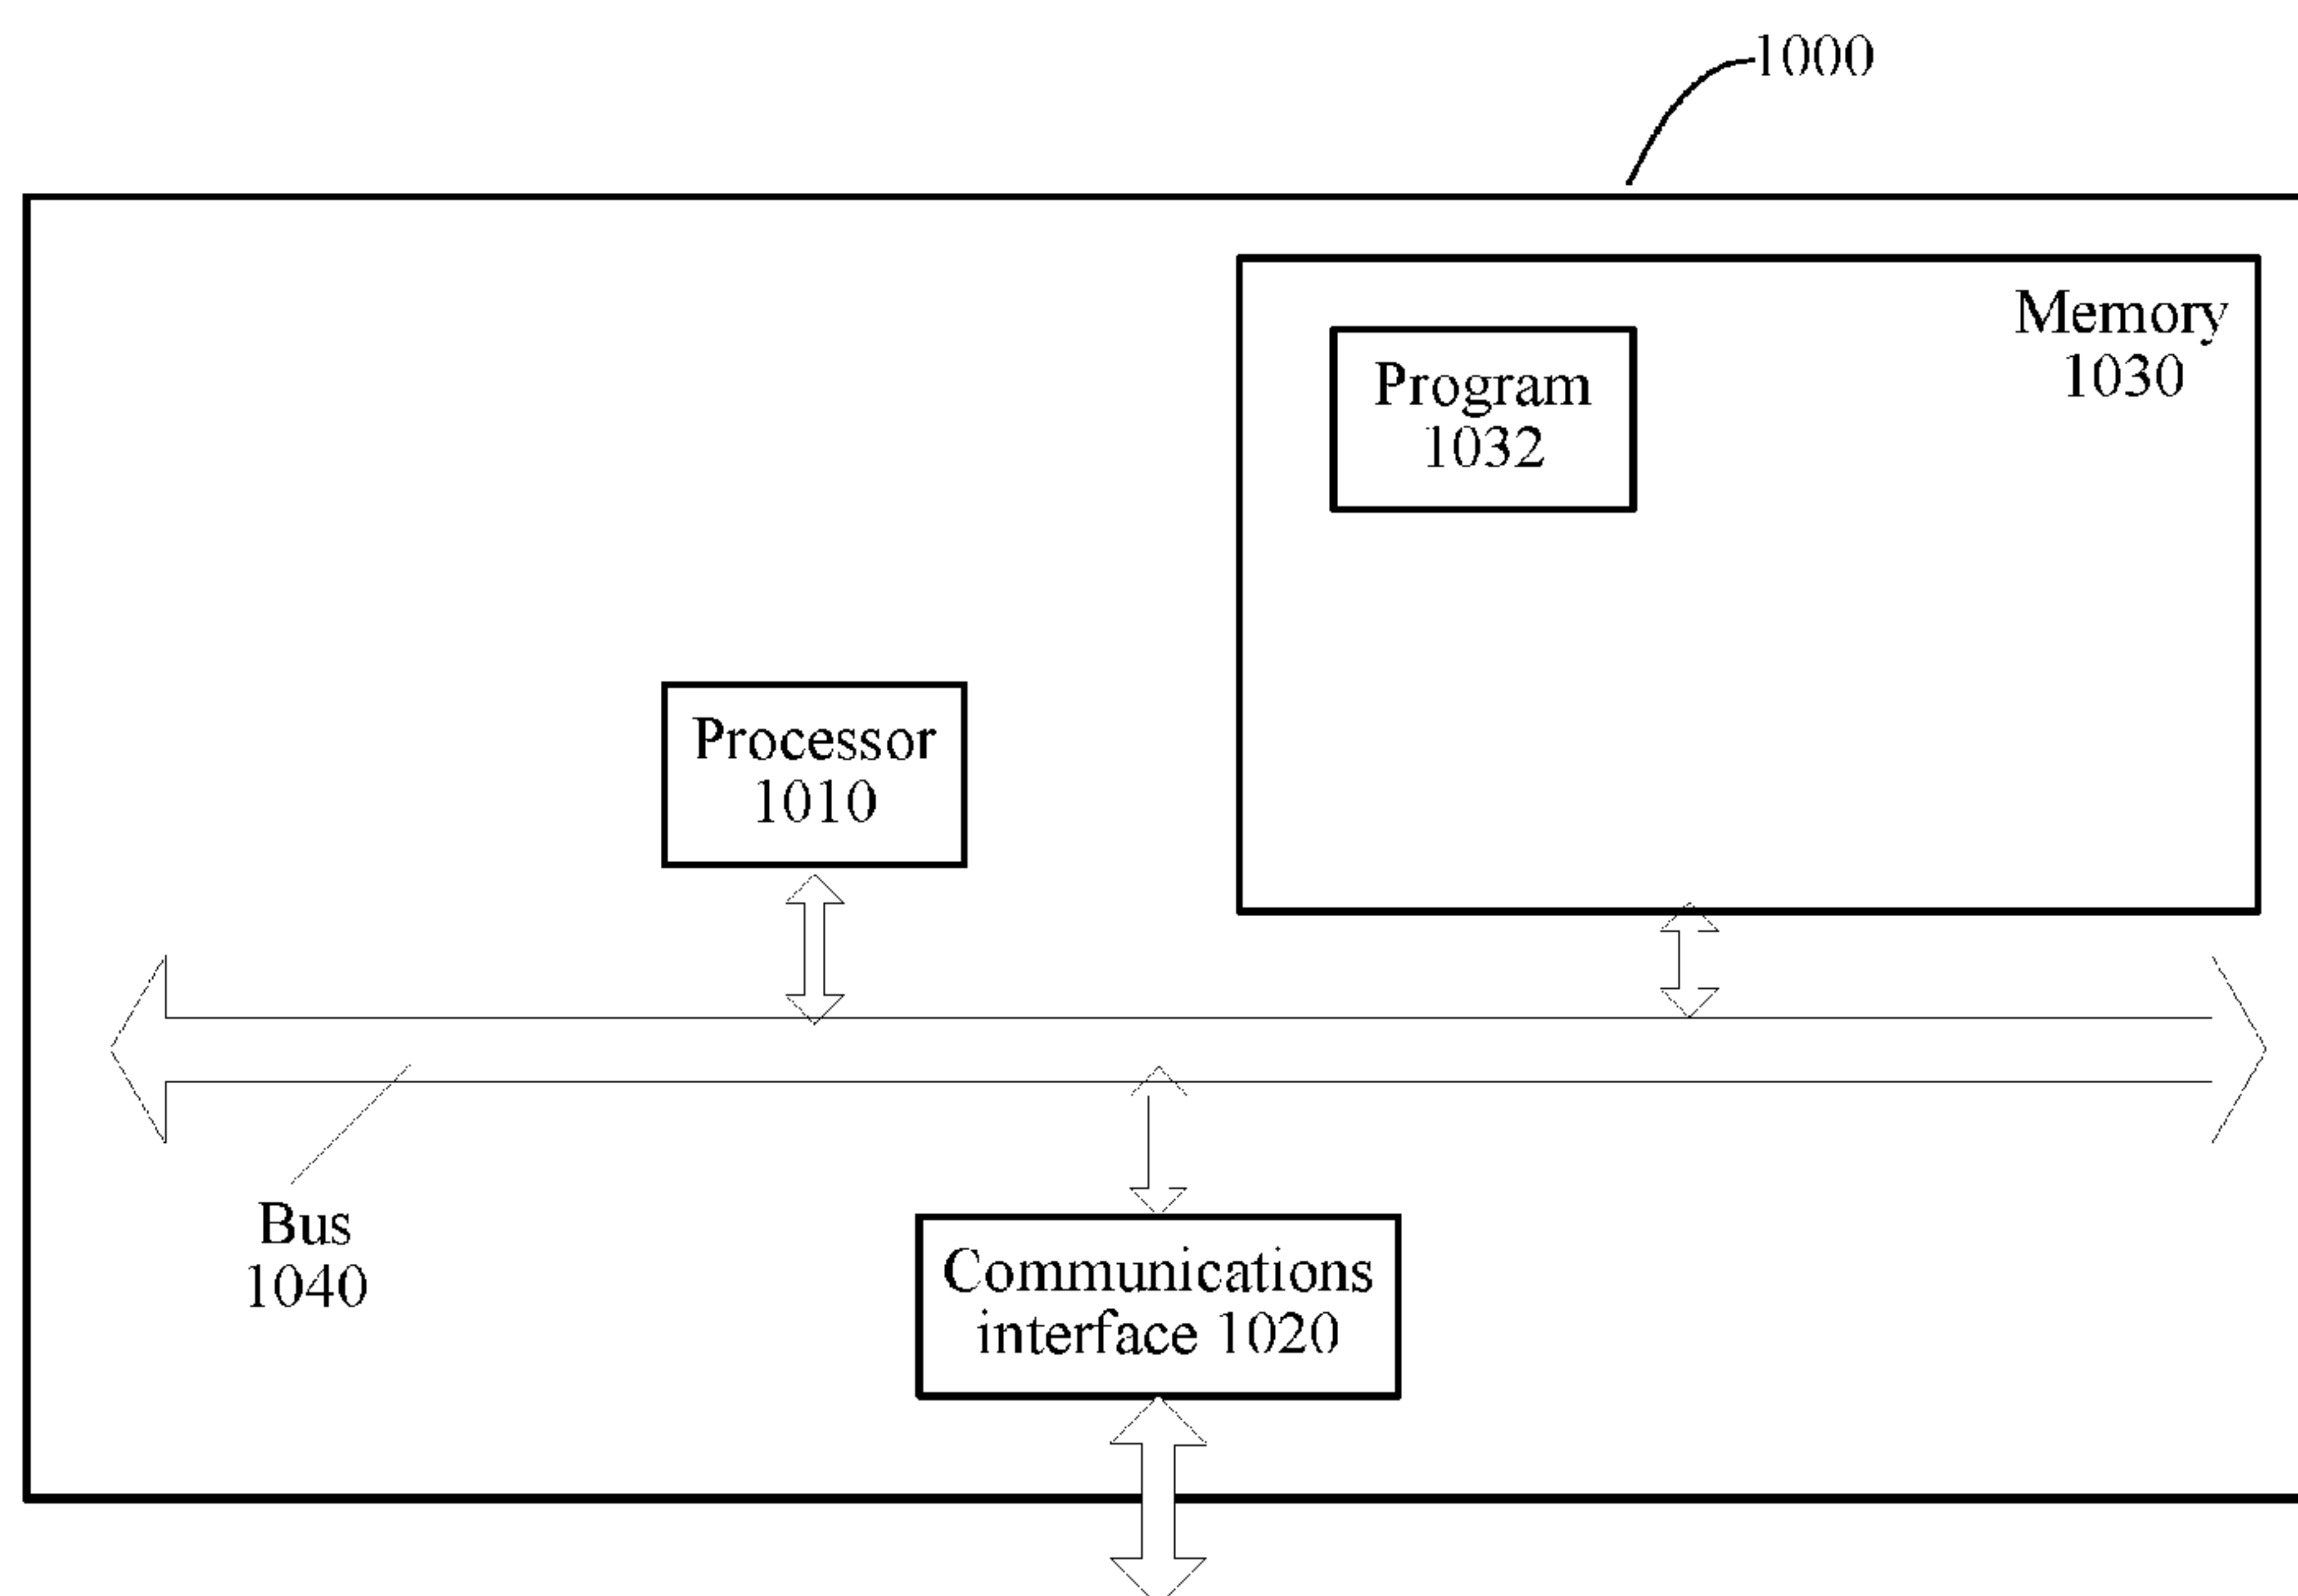 1000
Memory
1030
Program
1032
Processor
1010
Bus
1040
Communications
interface 1020